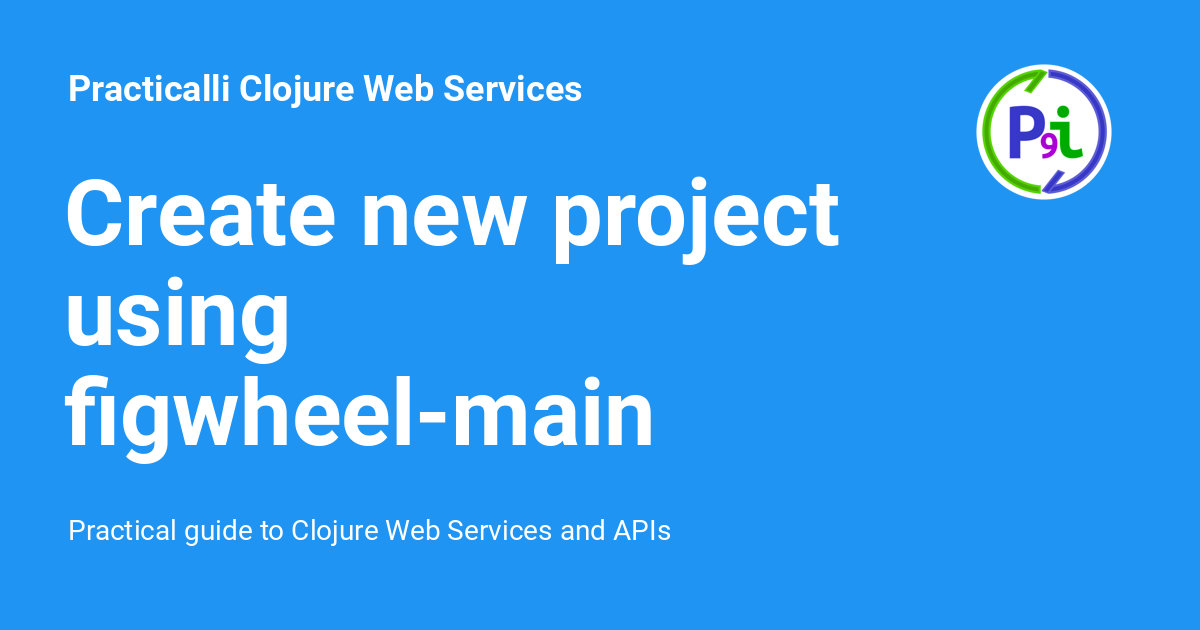 Practicalli Clojure Web Services
P9i
Create new project
using
figwheel-main
Practical guide to Clojure Web Services and APIs